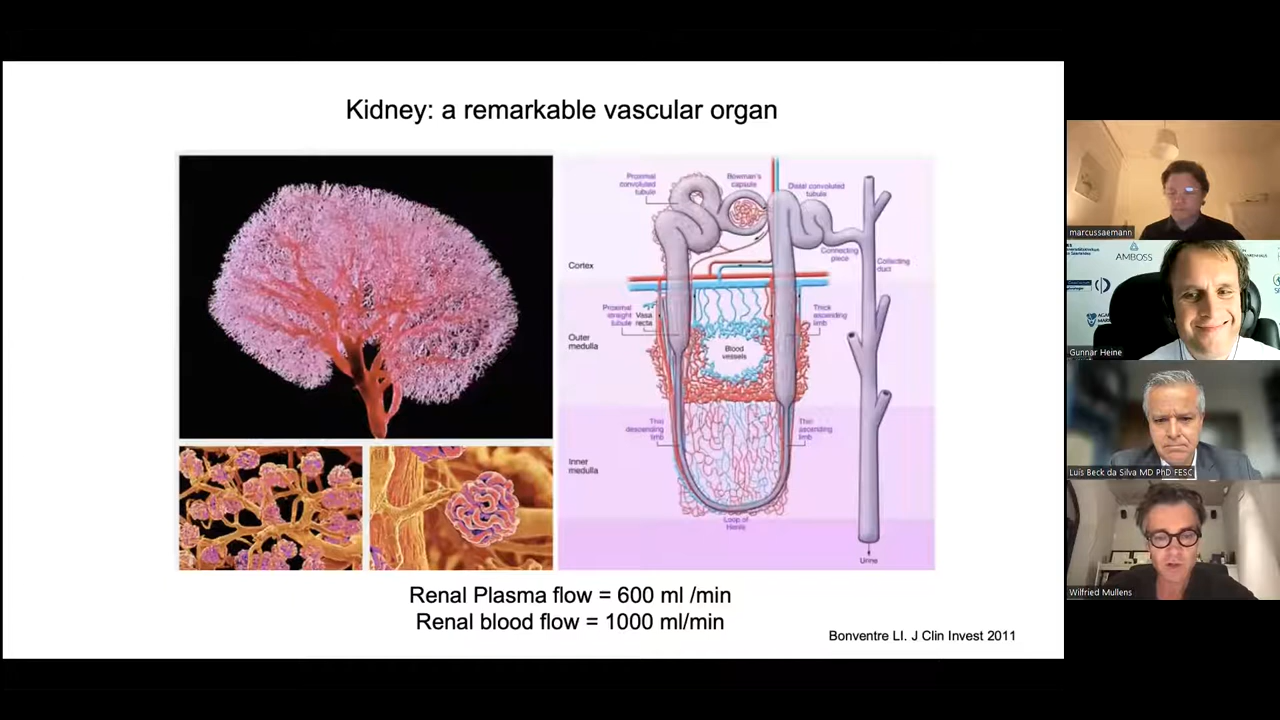 Kidney: a remarkable vascular organ
Proximal
convoluted
tubule
Bowman's
capsule
Distal convoluted
tubule
Connecting
piece
Collecting
duct
Cortex
Proximal
straight
tubule
Vasa
recta
Thick
ascending
limb
Outer
medulla
Blood
vessels
Thin
descending
limb
Thin
ascending
limb
Inner
medulla
Loop of
Henle
Urine
Renal Plasma flow = 600 ml /min
Renal blood flow = 1000 ml/min
Bonventre LI. J Clin Invest 2011
marcussaemann
AMBOSS
Gunnar Heine
Luís Beck da Silva MD PhD FESC
Wilfried Mullens